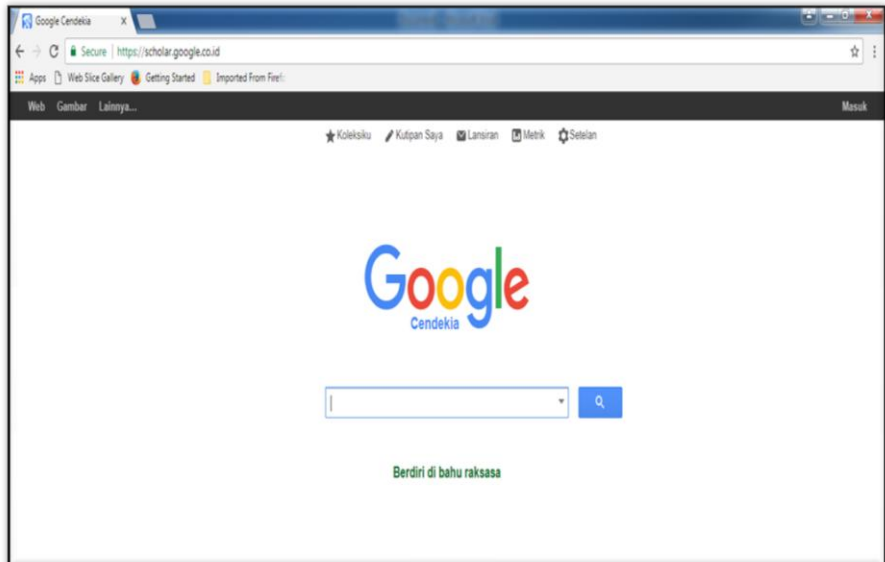 Google Cendekia
Secure | https://scholar.google.co.id
Apps Web Slice Gallery Getting Started Imported From Firef
Web Gambar Lainnya... Masuk
Koleksiku Kutipan Saya Lansiran Metrik Setelan
Google
Cendekia
Berdiri di bahu raksasa